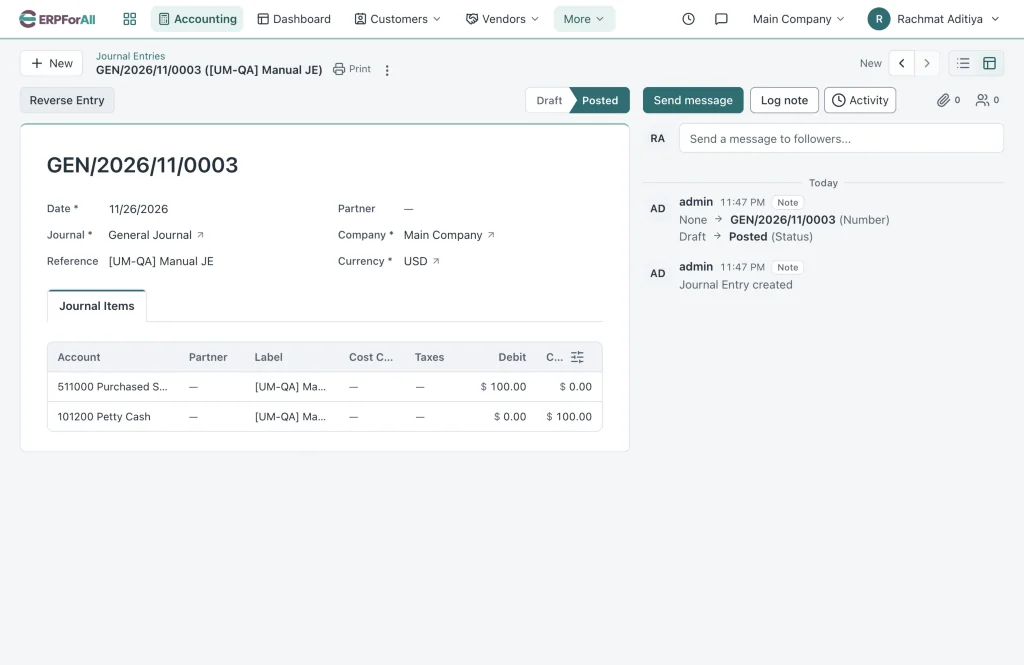 ERPForAll Accounting Dashboard Customers Vendors More Main Company R Rachmat Aditiya
New
Journal Entries
GEN/2026/11/0003 ([UM-QA] Manual JE) Print
New
Reverse Entry Draft Posted
Send message Log note Activity 0 0
GEN/2026/11/0003
Date * 11/26/2026 Partner —
Journal * General Journal Company * Main Company
Reference [UM-QA] Manual JE Currency * USD
Journal Items
Account Partner Label Cost C... Taxes Debit C...
511000 Purchased S... — [UM-QA] Ma... — — $ 100.00 $ 0.00
101200 Petty Cash — [UM-QA] Ma... — — $ 0.00 $ 100.00
RA Send a message to followers...
Today
AD admin 11:47 PM Note
None → GEN/2026/11/0003 (Number)
Draft → Posted (Status)
AD admin 11:47 PM Note
Journal Entry created